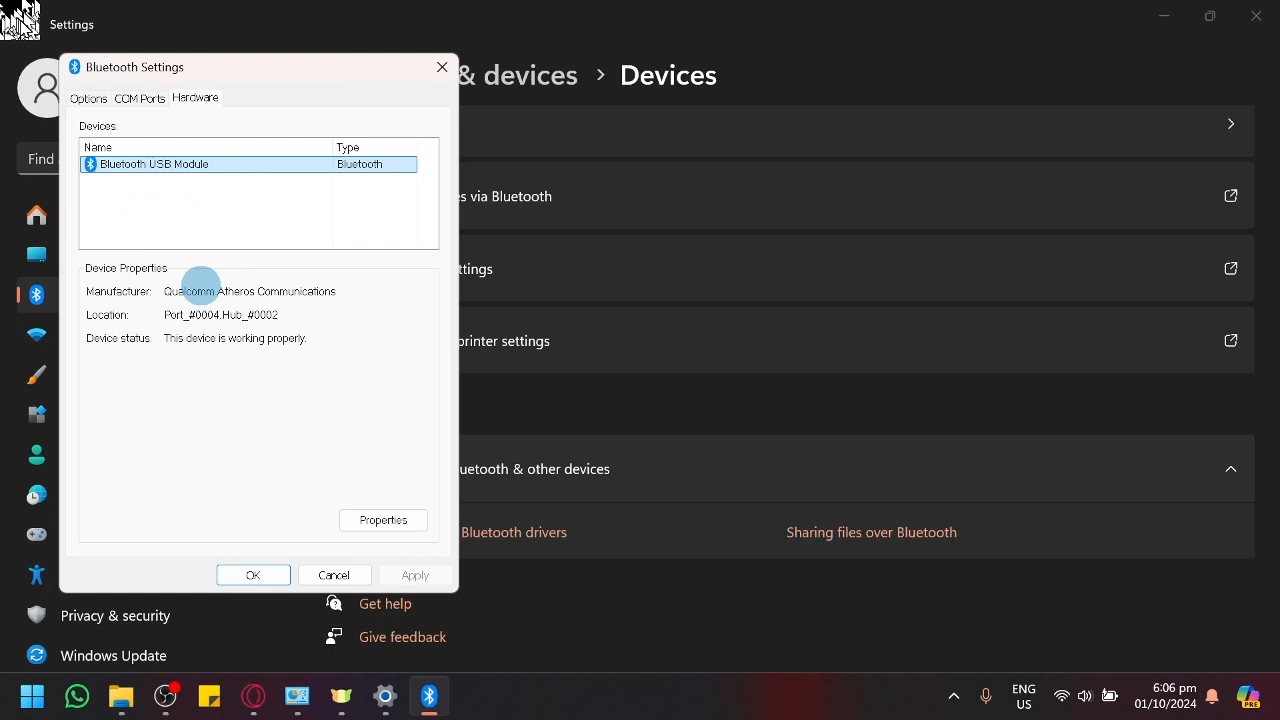 Settings
Bluetooth Settings
& devices > Devices
Options COM Ports Hardware
Devices:
Name Type
Bluetooth USB Module Bluetooth
Device Properties
Manufacturer: Qualcomm Atheros Communications
Location: Port_#0004.Hub_#0002
Device status: This device is working properly.
Properties
OK Cancel Apply
Find
es via Bluetooth
ttings
printer settings
uetooth & other devices
Bluetooth drivers Sharing files over Bluetooth
Get help
Privacy & security
Give feedback
Windows Update
ENG
US
6:06 pm
01/10/2024
PRE